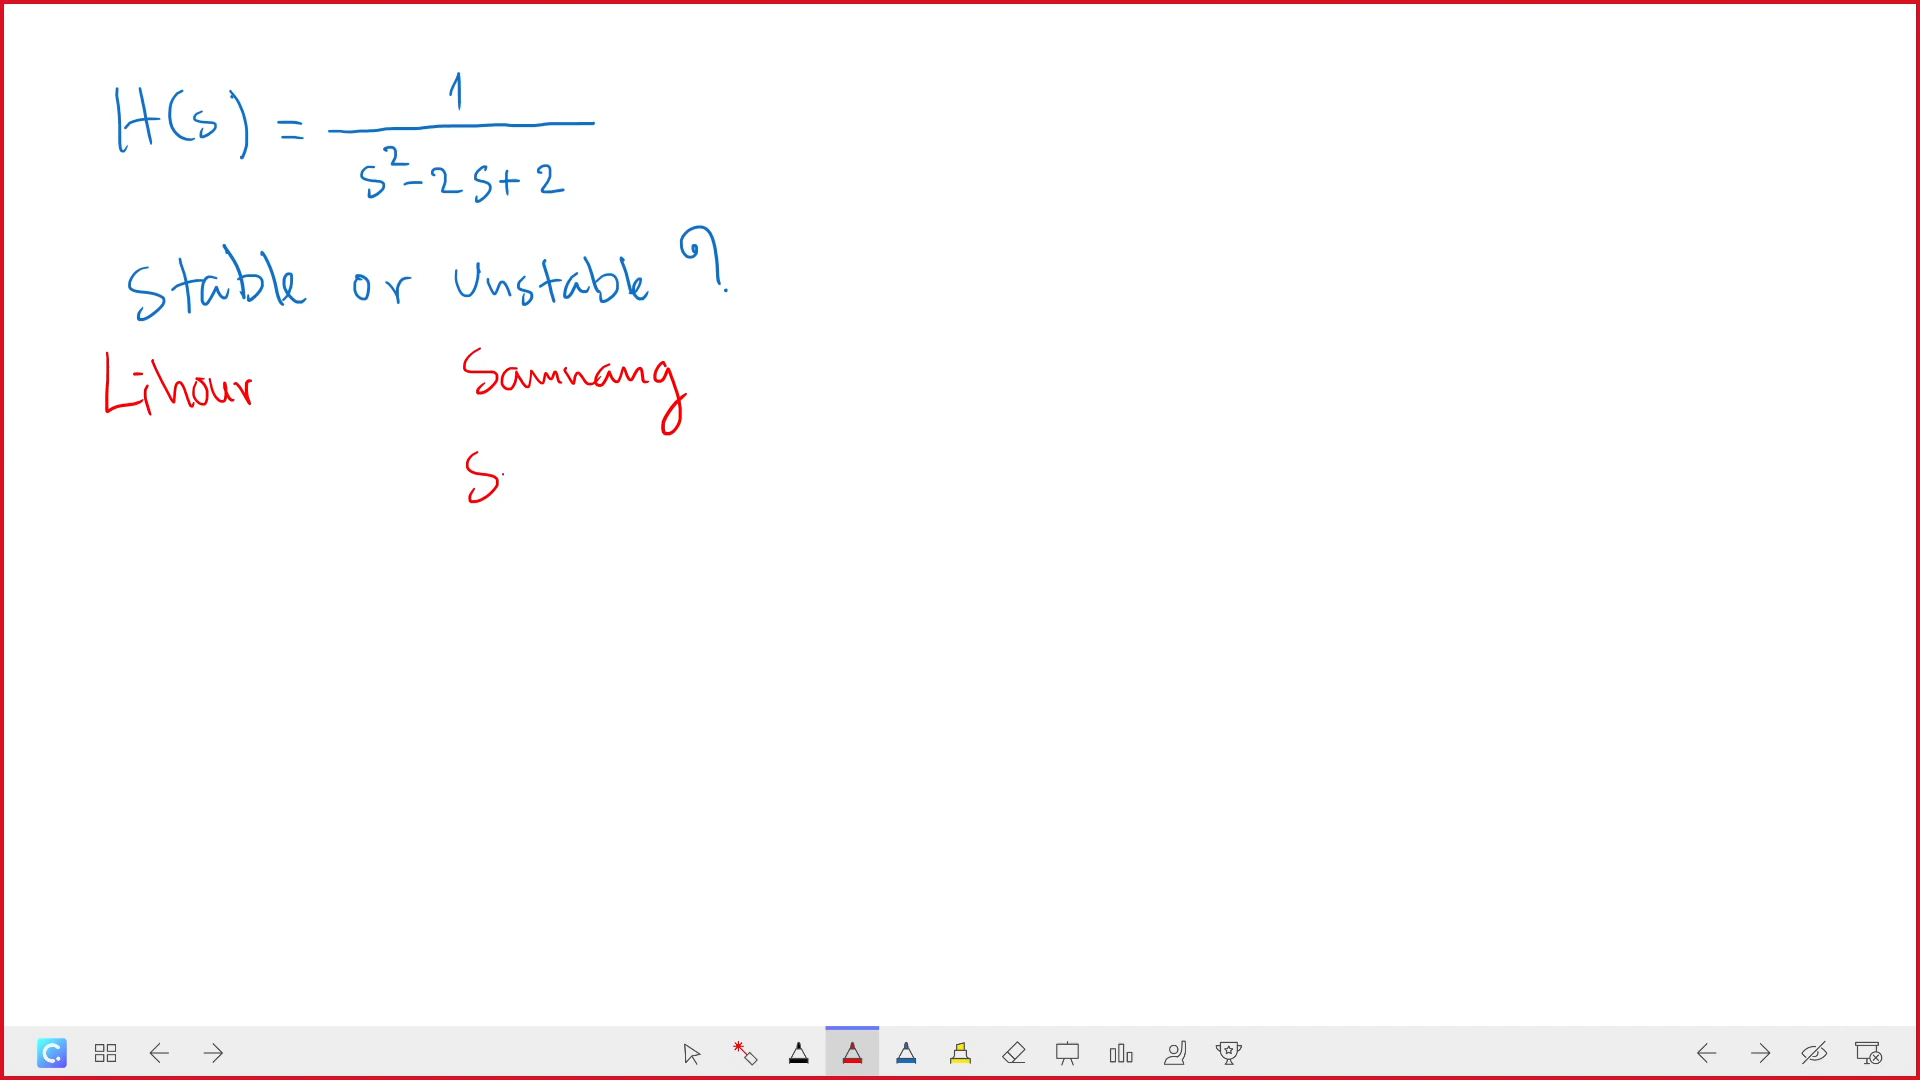 H(s) = 1 / (s² - 2s + 2)
Stable or Unstable ?
Lihour Samnang
S